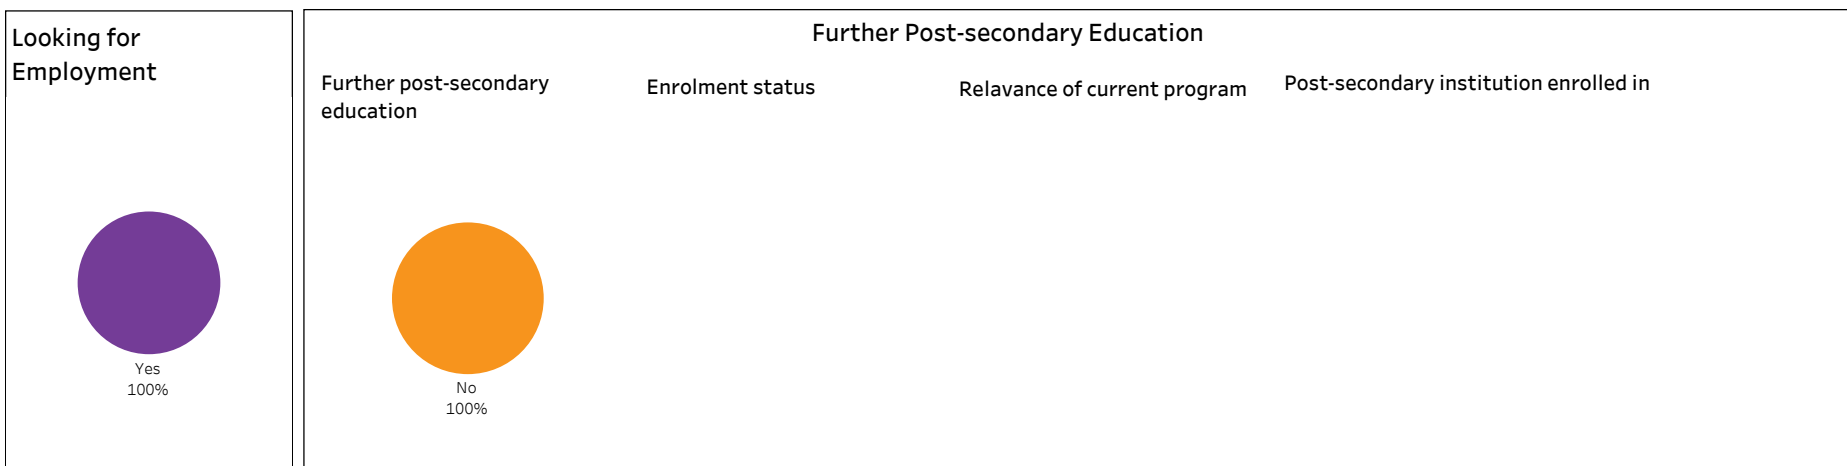 Looking for
Employment
Yes
100%
Further Post-secondary Education
Further post-secondary
education
Enrolment status
Relavance of current program
Post-secondary institution enrolled in
No
100%